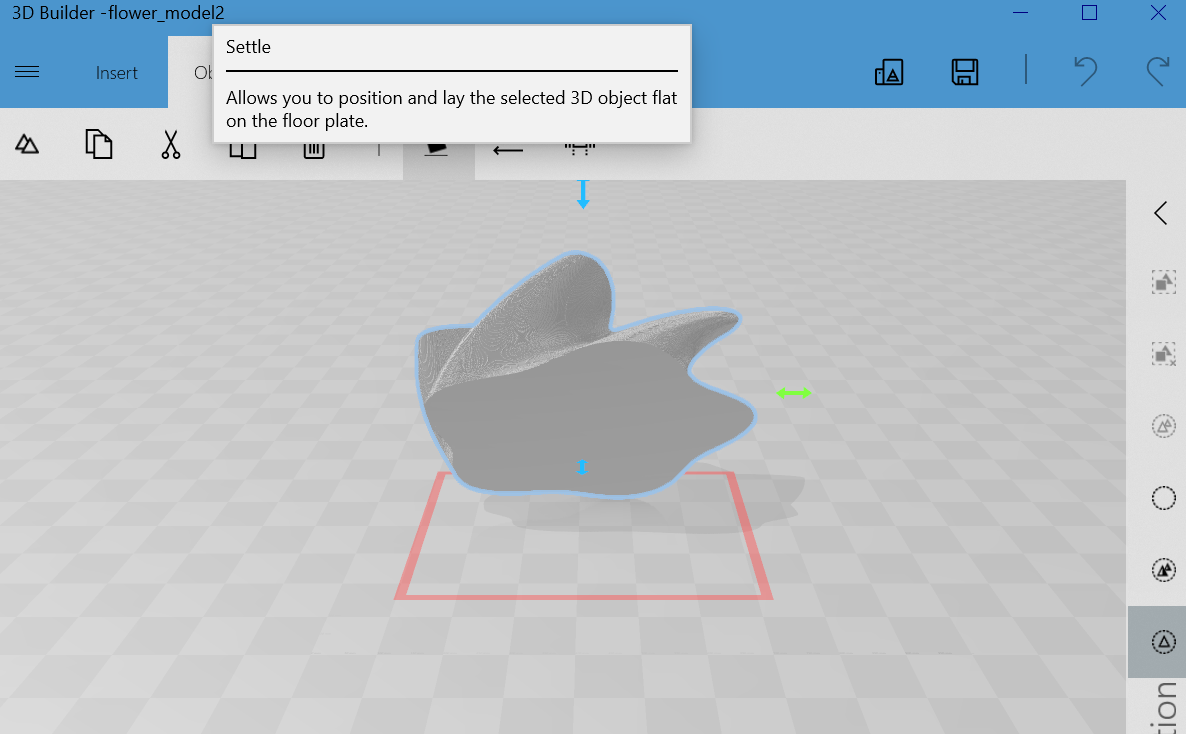 3D Builder -flower_model2
Settle
Insert
Ob
Allows you to position and lay the selected 3D object flat
on the floor plate.
tion